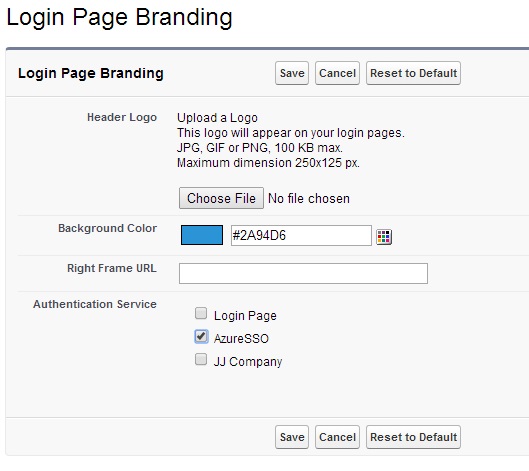 Login Page Branding
Login Page Branding Save Cancel Reset to Default
Header Logo Upload a Logo
This logo will appear on your login pages.
JPG, GIF or PNG, 100 KB max.
Maximum dimension 250x125 px.
Choose File No file chosen
Background Color #2A94D6
Right Frame URL
Authentication Service
Login Page
AzureSSO
JJ Company
Save Cancel Reset to Default